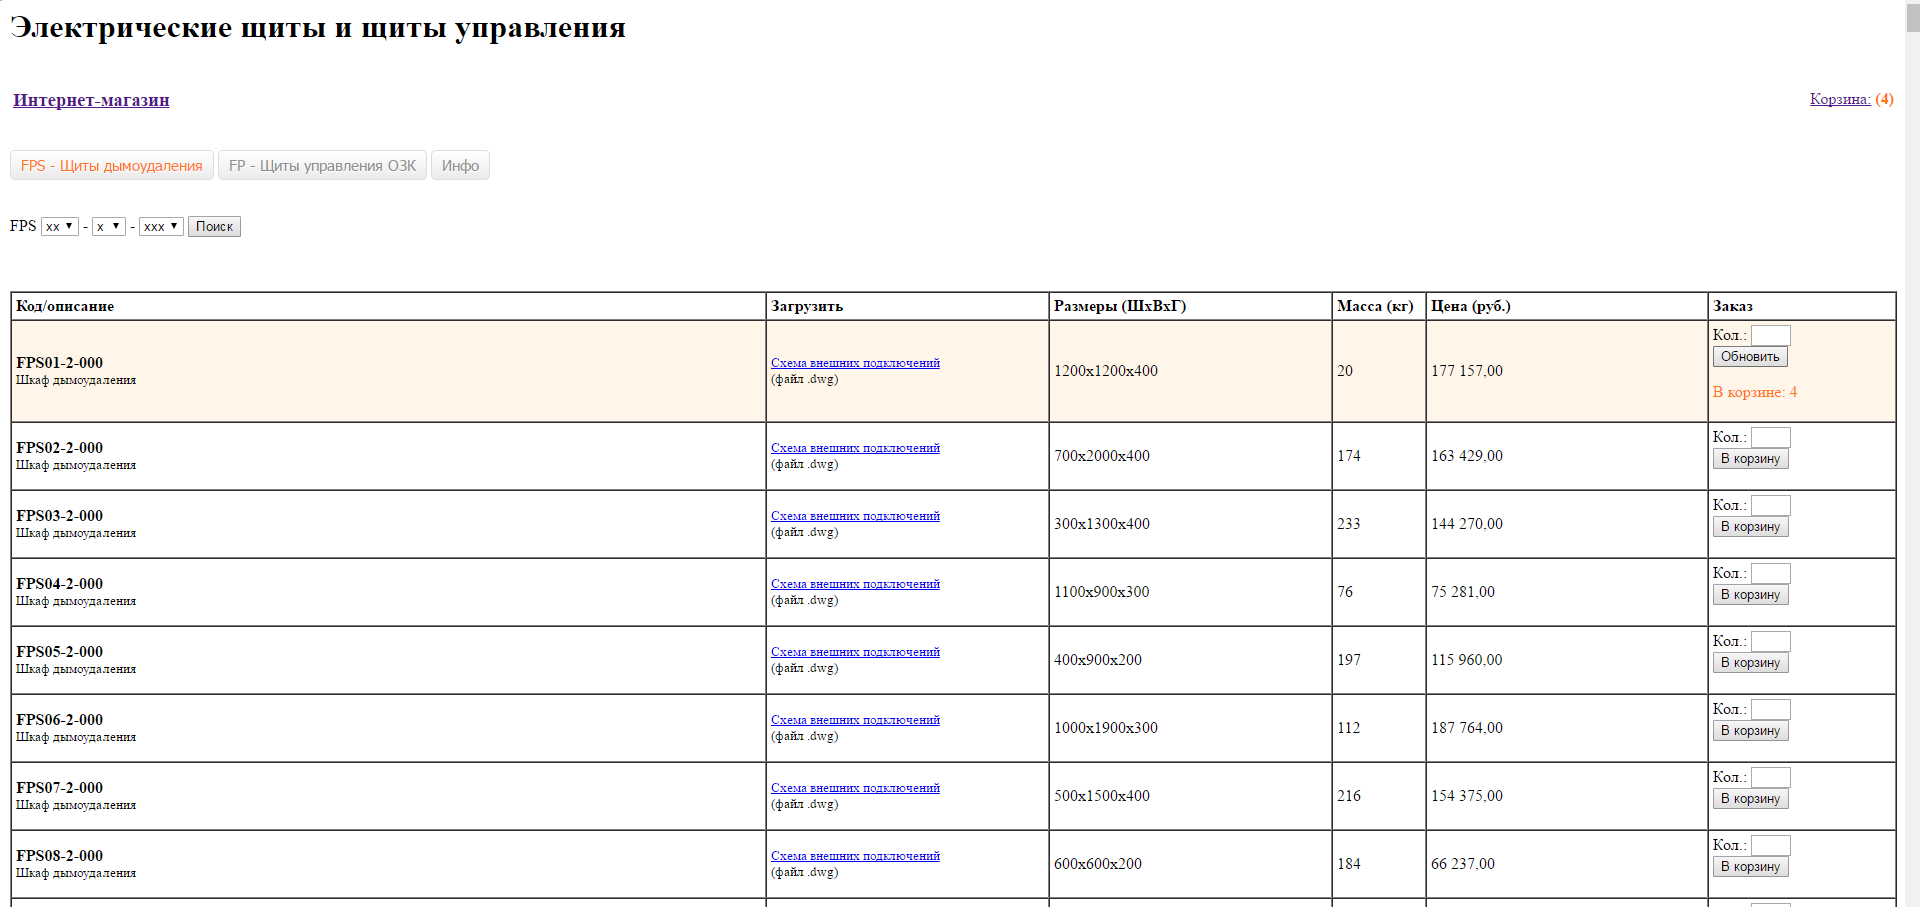 Электрические щиты и щиты управления
Интернет-магазин
Корзина: (4)
FPS - Щиты дымоудаления FP - Щиты управления ОЗК Инфо
FPS xx - x - xxx Поиск
Код/описание Загрузить Размеры (ШхВхГ) Масса (кг) Цена (руб.) Заказ
FPS01-2-000
Шкаф дымоудаления
Схема внешних подключений
(файл .dwg)
1200x1200x400
20
177 157,00
Кол.:
Обновить
В корзине: 4
FPS02-2-000
Шкаф дымоудаления
Схема внешних подключений
(файл .dwg)
700x2000x400
174
163 429,00
Кол.:
В корзину
FPS03-2-000
Шкаф дымоудаления
Схема внешних подключений
(файл .dwg)
300x1300x400
233
144 270,00
Кол.:
В корзину
FPS04-2-000
Шкаф дымоудаления
Схема внешних подключений
(файл .dwg)
1100x900x300
76
75 281,00
Кол.:
В корзину
FPS05-2-000
Шкаф дымоудаления
Схема внешних подключений
(файл .dwg)
400x900x200
197
115 960,00
Кол.:
В корзину
FPS06-2-000
Шкаф дымоудаления
Схема внешних подключений
(файл .dwg)
1000x1900x300
112
187 764,00
Кол.:
В корзину
FPS07-2-000
Шкаф дымоудаления
Схема внешних подключений
(файл .dwg)
500x1500x400
216
154 375,00
Кол.:
В корзину
FPS08-2-000
Шкаф дымоудаления
Схема внешних подключений
(файл .dwg)
600x600x200
184
66 237,00
Кол.:
В корзину